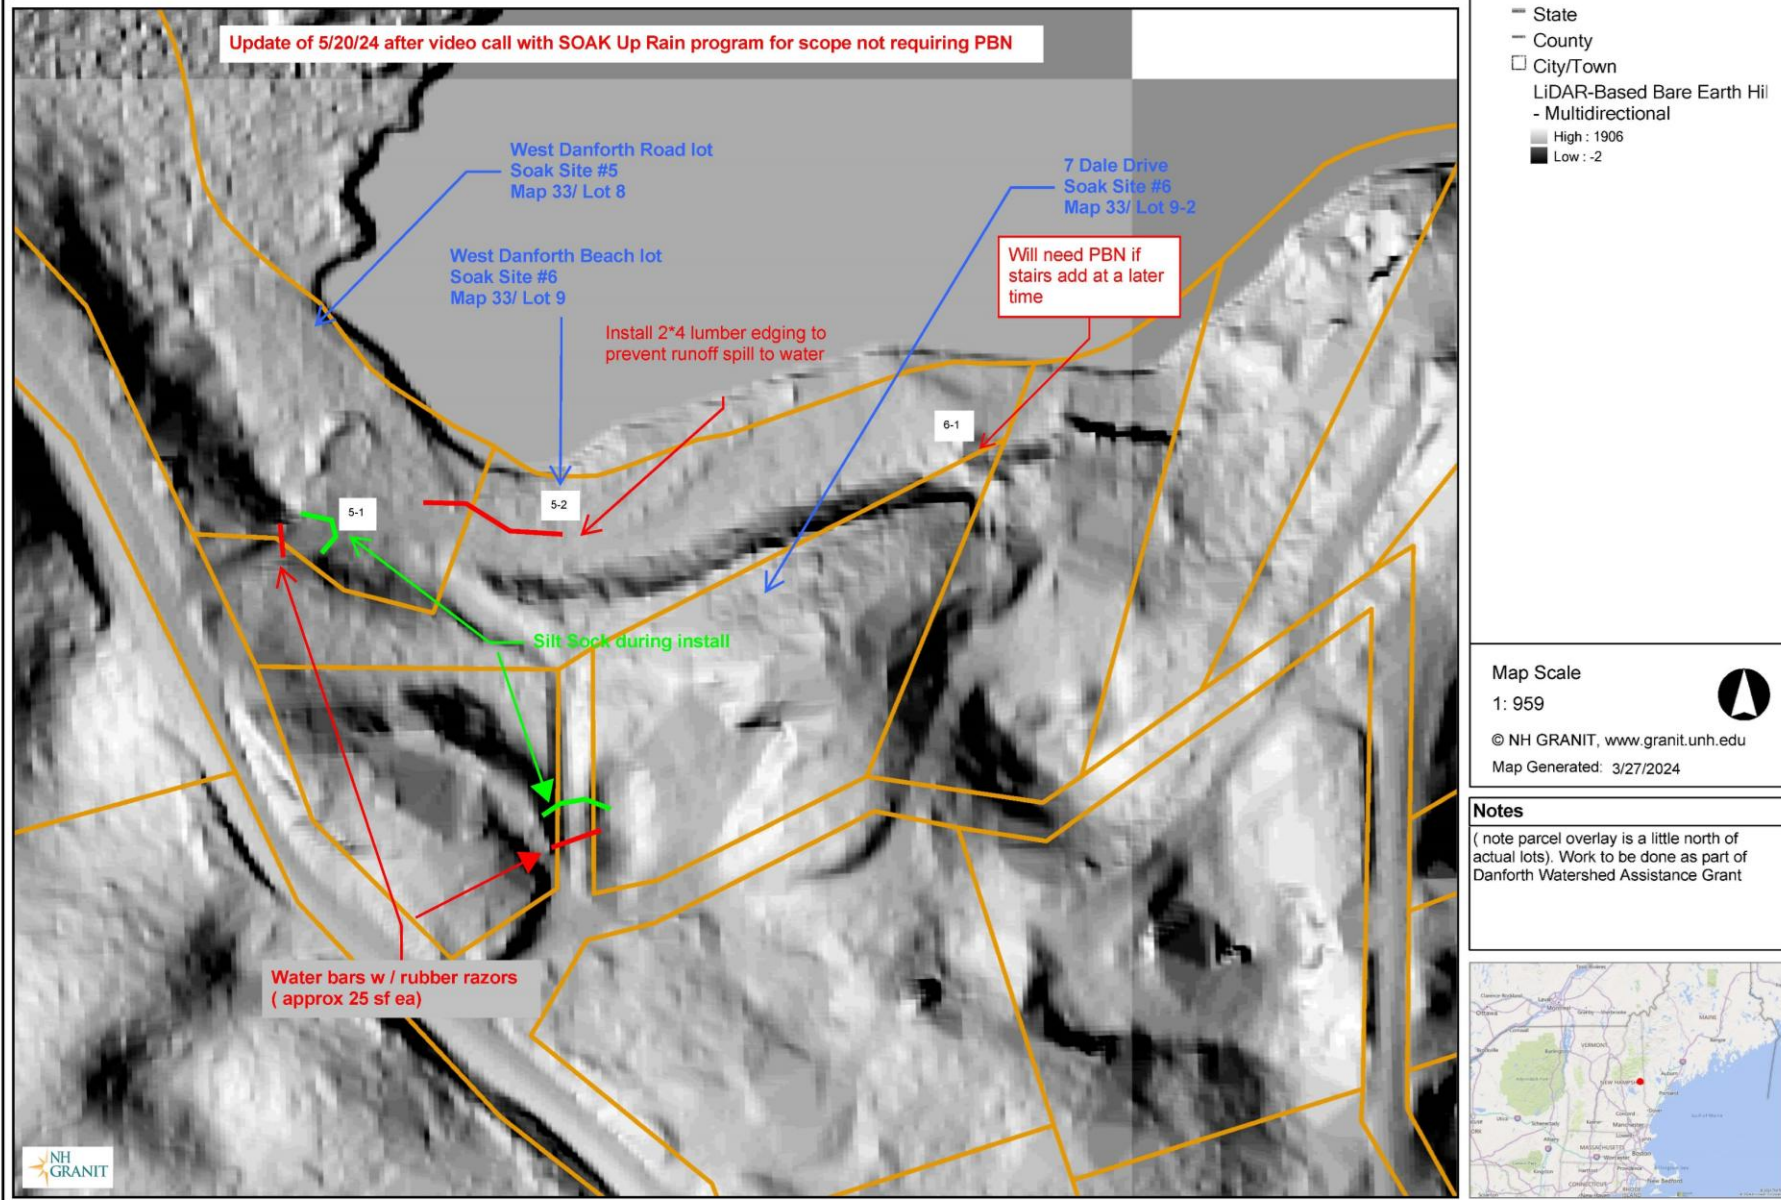 Update of 5/20/24 after video call with SOAK Up Rain program for scope not requiring PBN
West Danforth Road lot
Soak Site #5
Map 33/ Lot 8
7 Dale Drive
Soak Site #6
Map 33/ Lot 9-2
West Danforth Beach lot
Soak Site #6
Map 33/ Lot 9
Will need PBN if
stairs add at a later
time
Install 2*4 lumber edging to
prevent runoff spill to water
6-1
5-2
5-1
Silt Sock during install
Water bars w / rubber razors
( approx 25 sf ea)
NH
GRANIT
State
County
City/Town
LiDAR-Based Bare Earth Hil
- Multidirectional
High : 1906
Low : -2
Map Scale
1: 959
© NH GRANIT, www.granit.unh.edu
Map Generated: 3/27/2024
Notes
( note parcel overlay is a little north of
actual lots). Work to be done as part of
Danforth Watershed Assistance Grant
VERMONT
MAINE
MASSACHUSETTS
CONNECTICUT